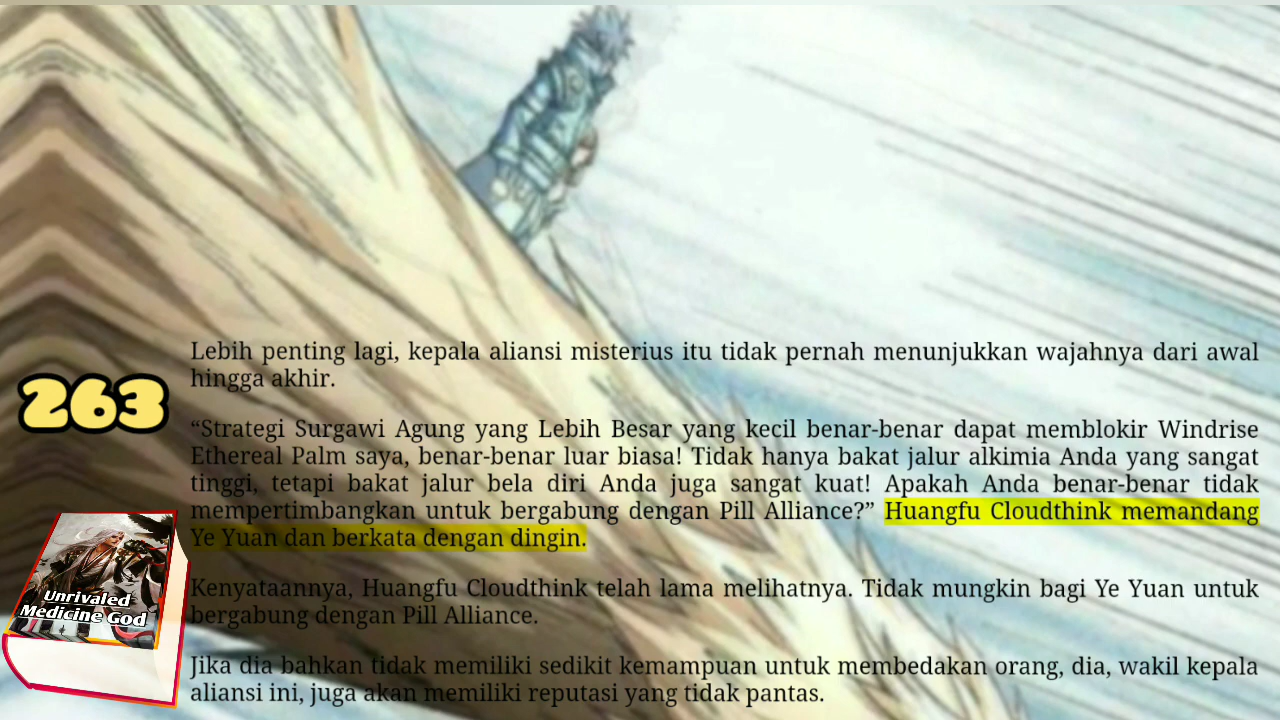 Lebih penting lagi, kepala aliansi misterius itu tidak pernah menunjukkan wajahnya dari awal
hingga akhir.
263
“Strategi Surgawi Agung yang Lebih Besar yang kecil benar-benar dapat memblokir Windrise
Ethereal Palm saya, benar-benar luar biasa! Tidak hanya bakat jalur alkimia Anda yang sangat
tinggi, tetapi bakat jalur bela diri Anda juga sangat kuat! Apakah Anda benar-benar tidak
mempertimbangkan untuk bergabung dengan Pill Alliance?” Huangfu Cloudthink memandang
Ye Yuan dan berkata dengan dingin.
Kenyataannya, Huangfu Cloudthink telah lama melihatnya. Tidak mungkin bagi Ye Yuan untuk
bergabung dengan Pill Alliance.
Jika dia bahkan tidak memiliki sedikit kemampuan untuk membedakan orang, dia, wakil kepala
aliansi ini, juga akan memiliki reputasi yang tidak pantas.
Unrivaled
Medicine God